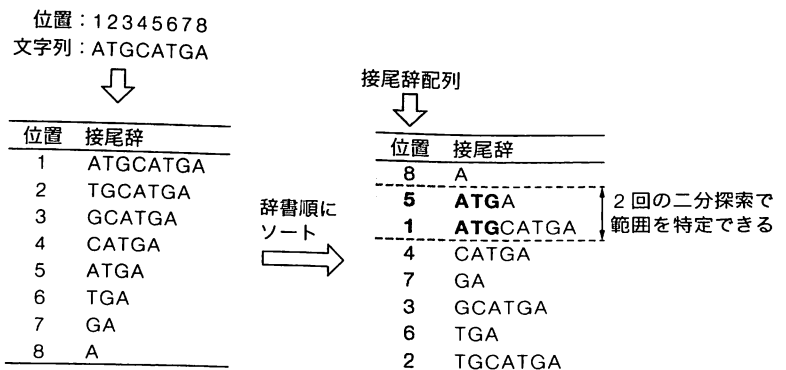 位置：12345678
文字列：ATGCATGA
位置 接尾辞
1 ATGCATGA
2 TGCATGA
3 GCATGA
4 CATGA
5 ATGA
6 TGA
7 GA
8 A
辞書順に
ソート
接尾辞配列
位置 接尾辞
8 A
5 ATGA
1 ATGCATGA
4 CATGA
7 GA
3 GCATGA
6 TGA
2 TGCATGA
2回の二分探索で
範囲を特定できる